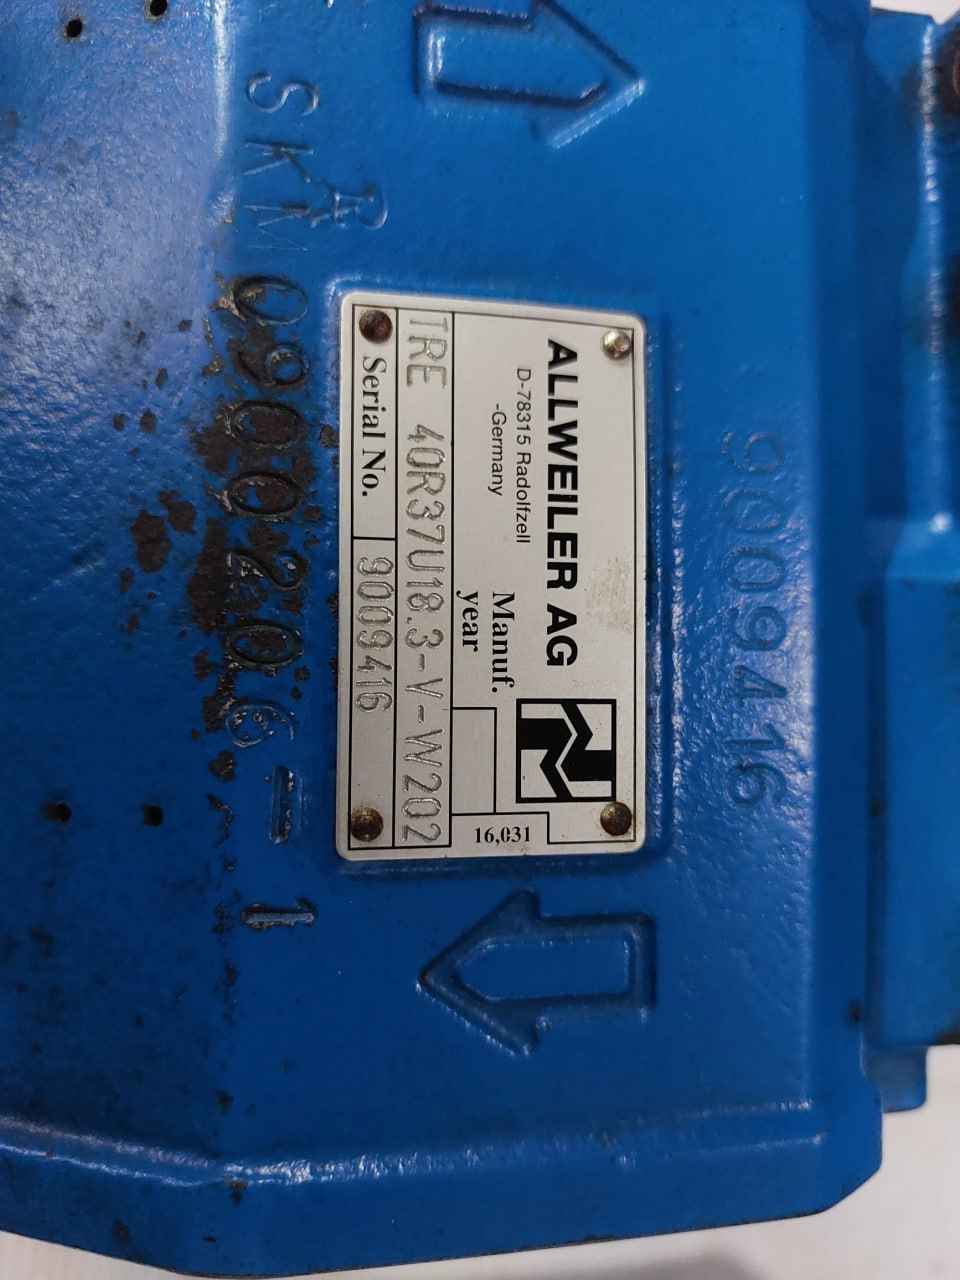 9009416
ALLWEILER AG
D-78315 Radolfzell
-Germany
Manuf.
year
16,031
TRE 40R37U18.3-V-W202
Serial No.
9009416
SKM
0900206-1